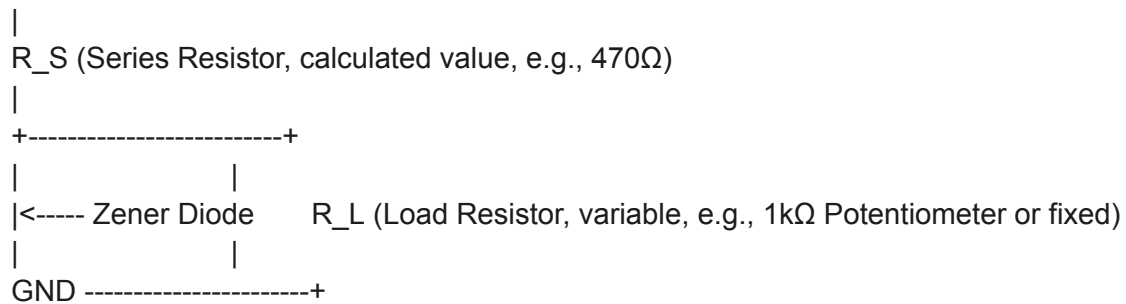 |
R_S (Series Resistor, calculated value, e.g., 470Ω)
|
+--------------------------+
| |
|<----- Zener Diode R_L (Load Resistor, variable, e.g., 1kΩ Potentiometer or fixed)
| |
GND -----------------------+